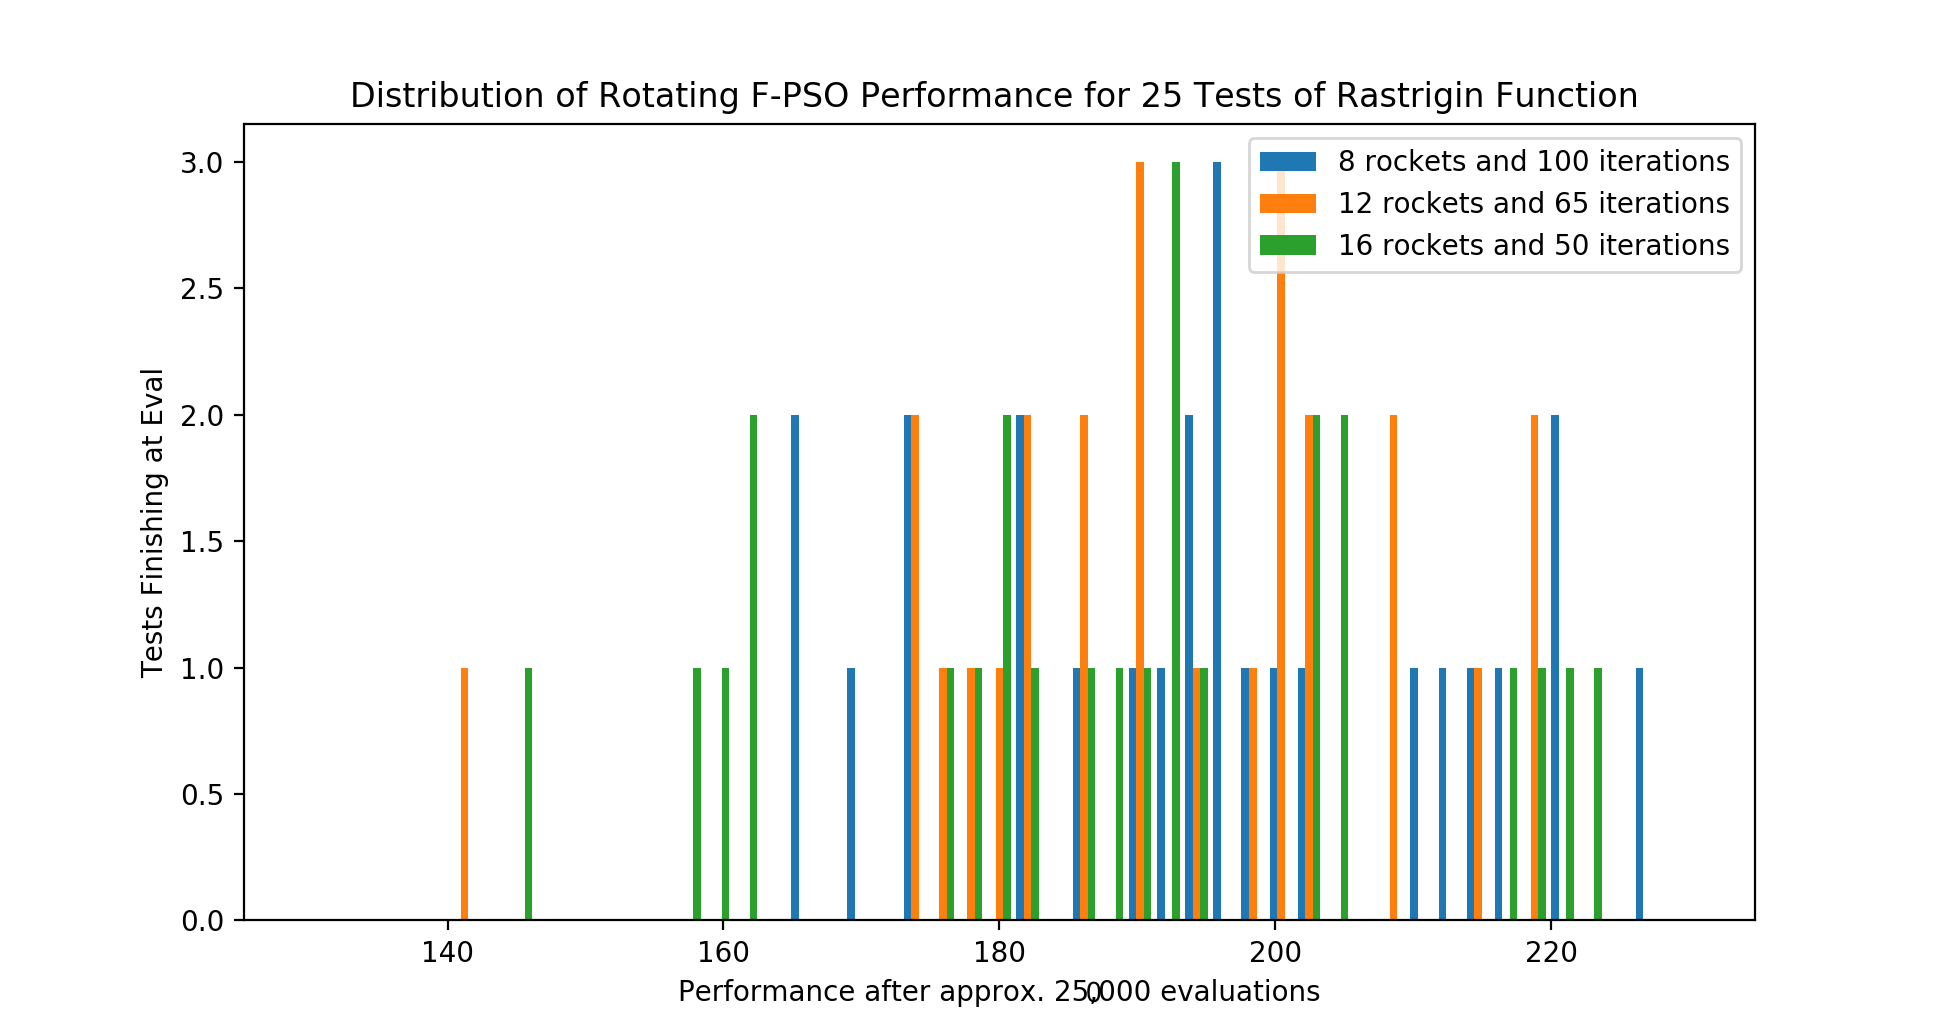 Distribution of Rotating F-PSO Performance for 25 Tests of Rastrigin Function
8 rockets and 100 iterations
12 rockets and 65 iterations
16 rockets and 50 iterations
3.0
2.5
2.0
1.5
1.0
0.5
0.0
Tests Finishing at Eval
140 160 180 200 220
Performance after approx. 25,000 evaluations
0